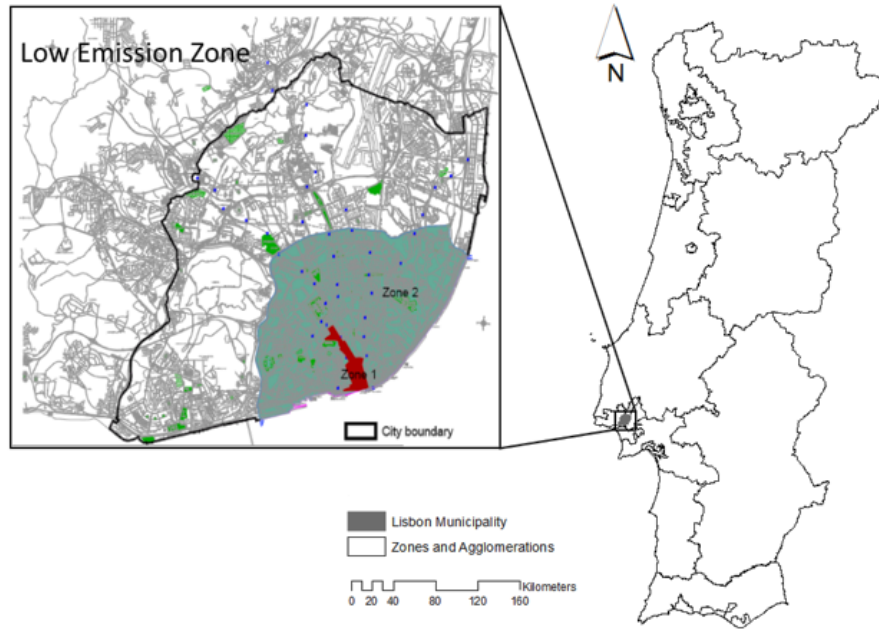 Low Emission Zone
N
Zone 2
Zone 1
City boundary
Lisbon Municipality
Zones and Agglomerations
Kilometers
0 20 40 80 120 160